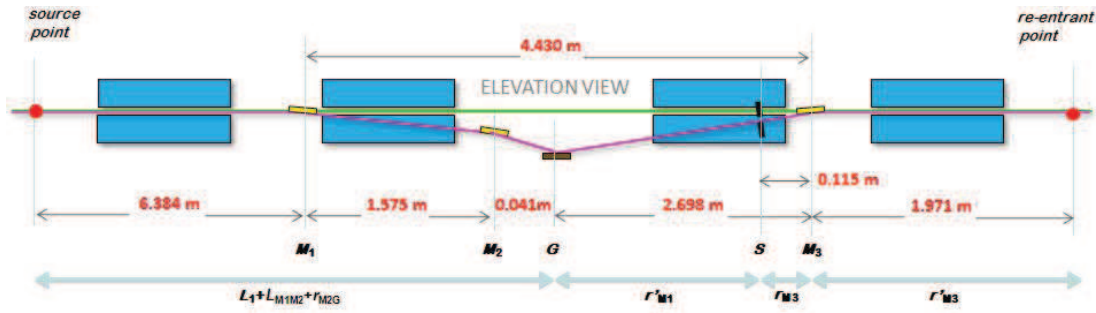 source
point
re-entrant
point
4.430 m
ELEVATION VIEW
0.115 m
6.384 m
1.575 m
0.041m
2.698 m
1.971 m
M1
M2
G
S
M3
L1+LM1M2+rM2G
r'M1
rM3
r'M3